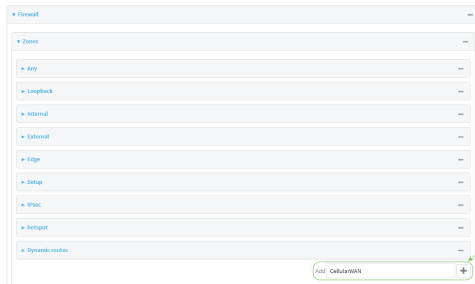 Firewall
Zones
Any
Loopback
Internal
External
Edge
Setup
IPsec
hotspot
Dynamic routes
Add CellularWAN